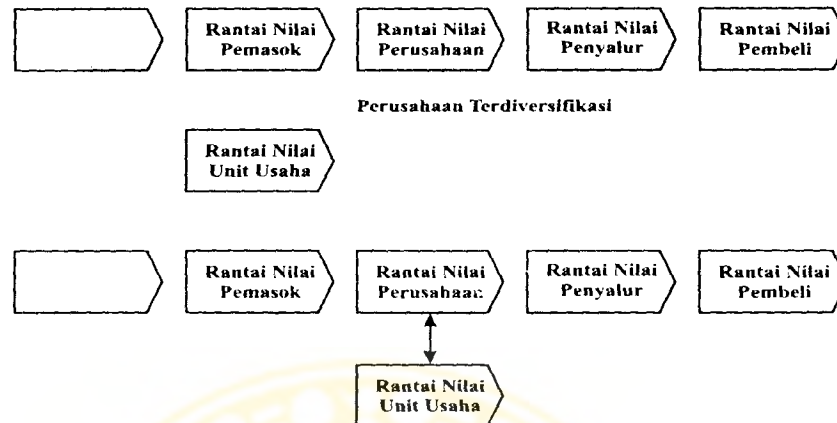 Rantai Nilai
Pemasok
Rantai Nilai
Perusahaan
Rantai Nilai
Penyalur
Rantai Nilai
Pembeli
Perusahaan Terdiversifikasi
Rantai Nilai
Unit Usaha
Rantai Nilai
Pemasok
Rantai Nilai
Perusahaan
Rantai Nilai
Penyalur
Rantai Nilai
Pembeli
Rantai Nilai
Unit Usaha